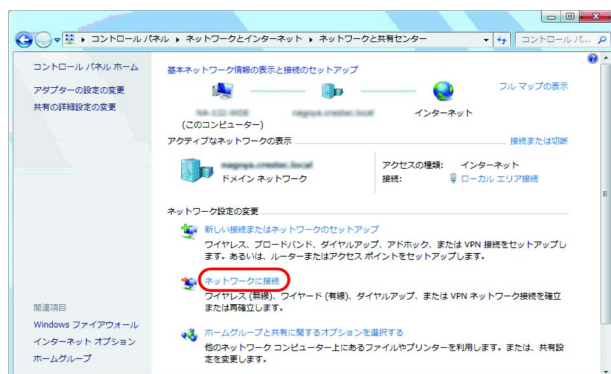 コントロール パネル ▸ ネットワークとインターネット ▸ ネットワークと共有センター
コントロール パ...
コントロール パネル ホーム
アダプターの設定の変更
共有の詳細設定の変更
基本ネットワーク情報の表示と接続のセットアップ
フル マップの表示
(このコンピューター)
インターネット
アクティブなネットワークの表示
接続または切断
ドメイン ネットワーク
アクセスの種類: インターネット
接続: ローカル エリア接続
ネットワーク設定の変更
新しい接続またはネットワークのセットアップ
ワイヤレス、ブロードバンド、ダイヤルアップ、アドホック、または VPN 接続をセットアップし
ます。あるいは、ルーターまたはアクセス ポイントをセットアップします。
ネットワークに接続
ワイヤレス (無線)、ワイヤード (有線)、ダイヤルアップ、または VPN ネットワーク接続を確立
または再確立します。
ホームグループと共有に関するオプションを選択する
他のネットワーク コンピューター上にあるファイルやプリンターを利用します。または、共有設
定を変更します。
関連項目
Windows ファイアウォール
インターネット オプション
ホームグループ